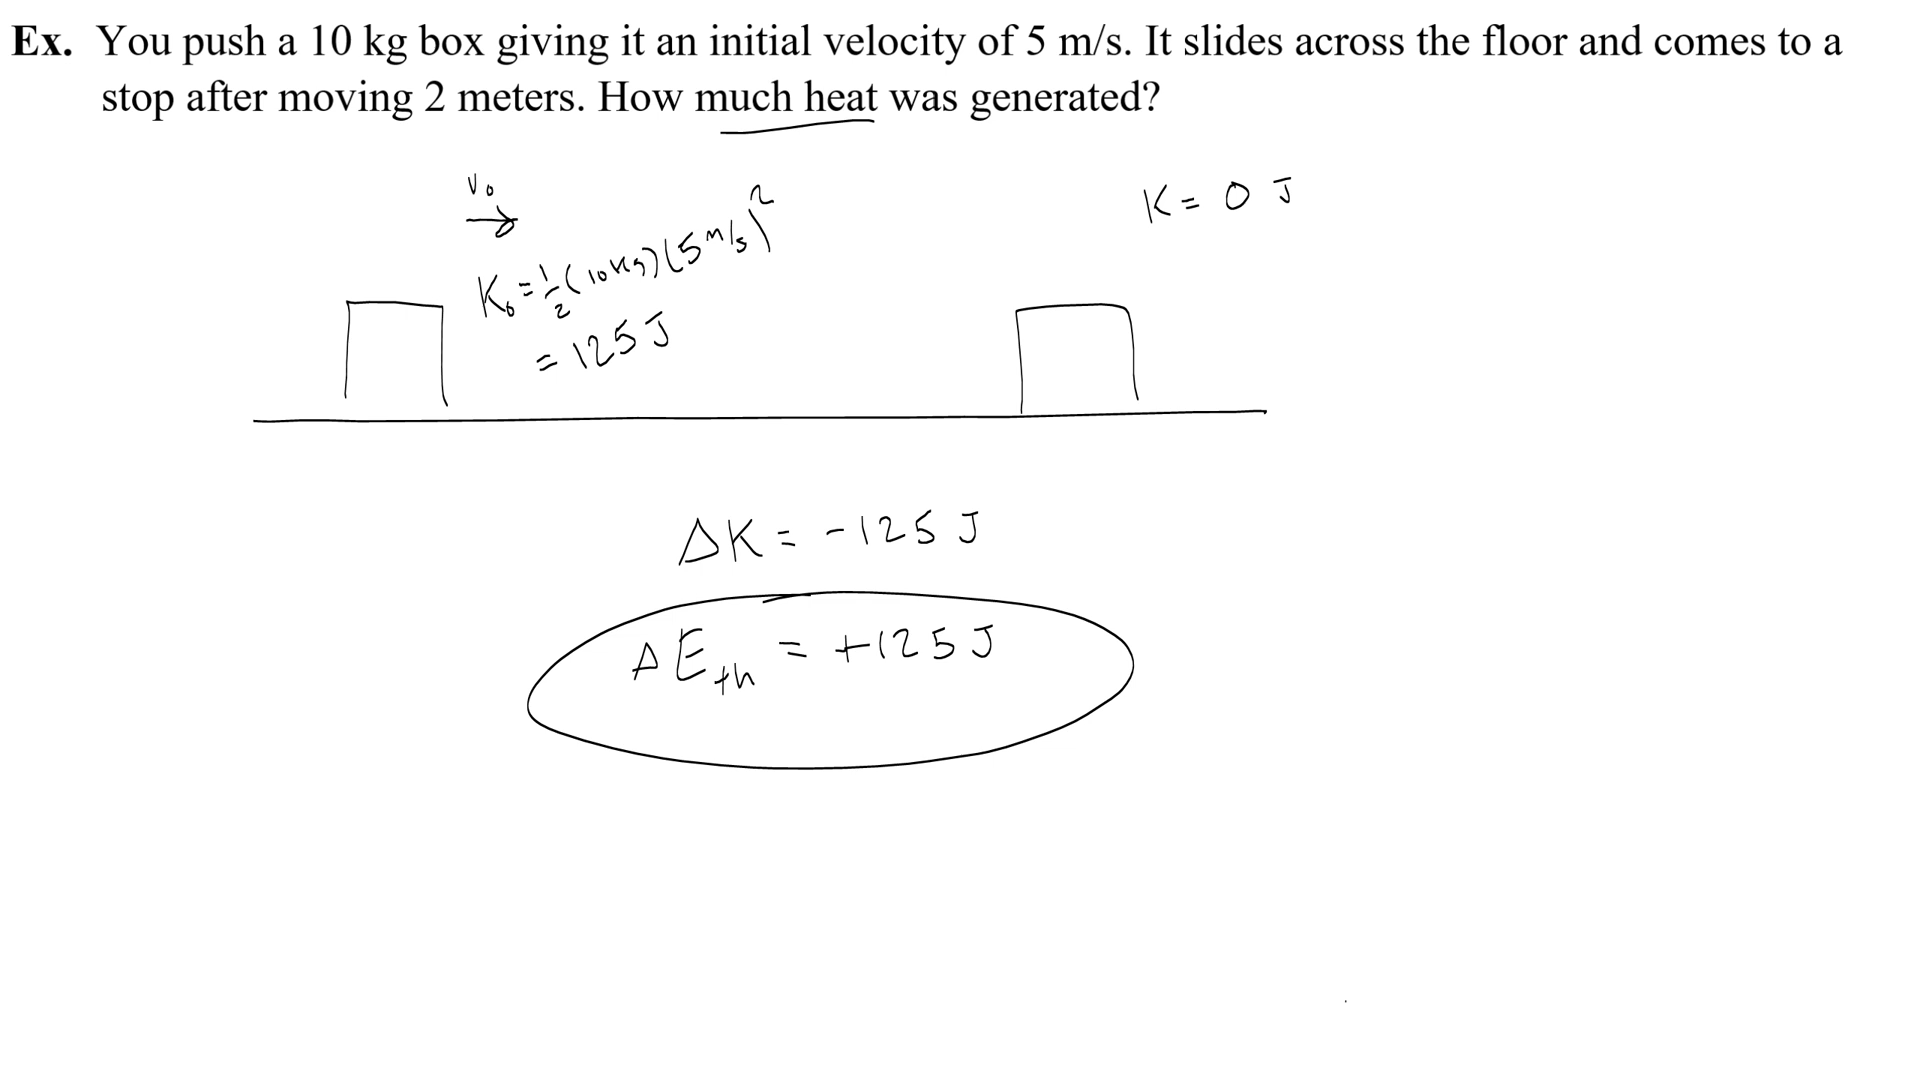 Ex. You push a 10 kg box giving it an initial velocity of 5 m/s. It slides across the floor and comes to a
stop after moving 2 meters. How much heat was generated?
v₀
K = 0 J
K₀ = 1/2 (10 kg) (5 m/s)²
= 125 J
ΔK = -125 J
ΔE_th = +125 J